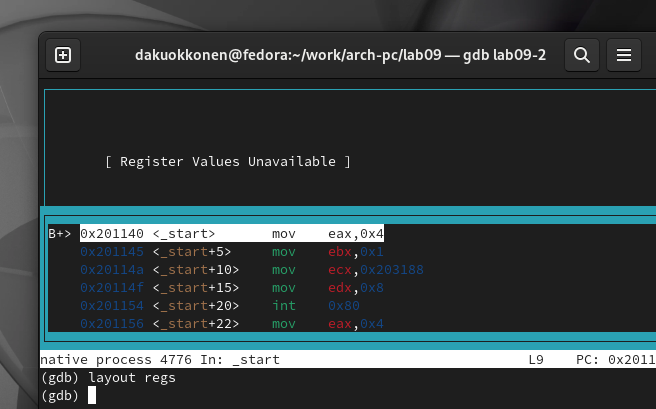 dakuokkonen@fedora:~/work/arch-pc/lab09 — gdb lab09-2
[ Register Values Unavailable ]
B+> 0x201140 <_start> mov eax,0x4
0x201145 <_start+5> mov ebx,0x1
0x20114a <_start+10> mov ecx,0x203188
0x20114f <_start+15> mov edx,0x8
0x201154 <_start+20> int 0x80
0x201156 <_start+22> mov eax,0x4
native process 4776 In: _start L9 PC: 0x2011
(gdb) layout regs
(gdb)